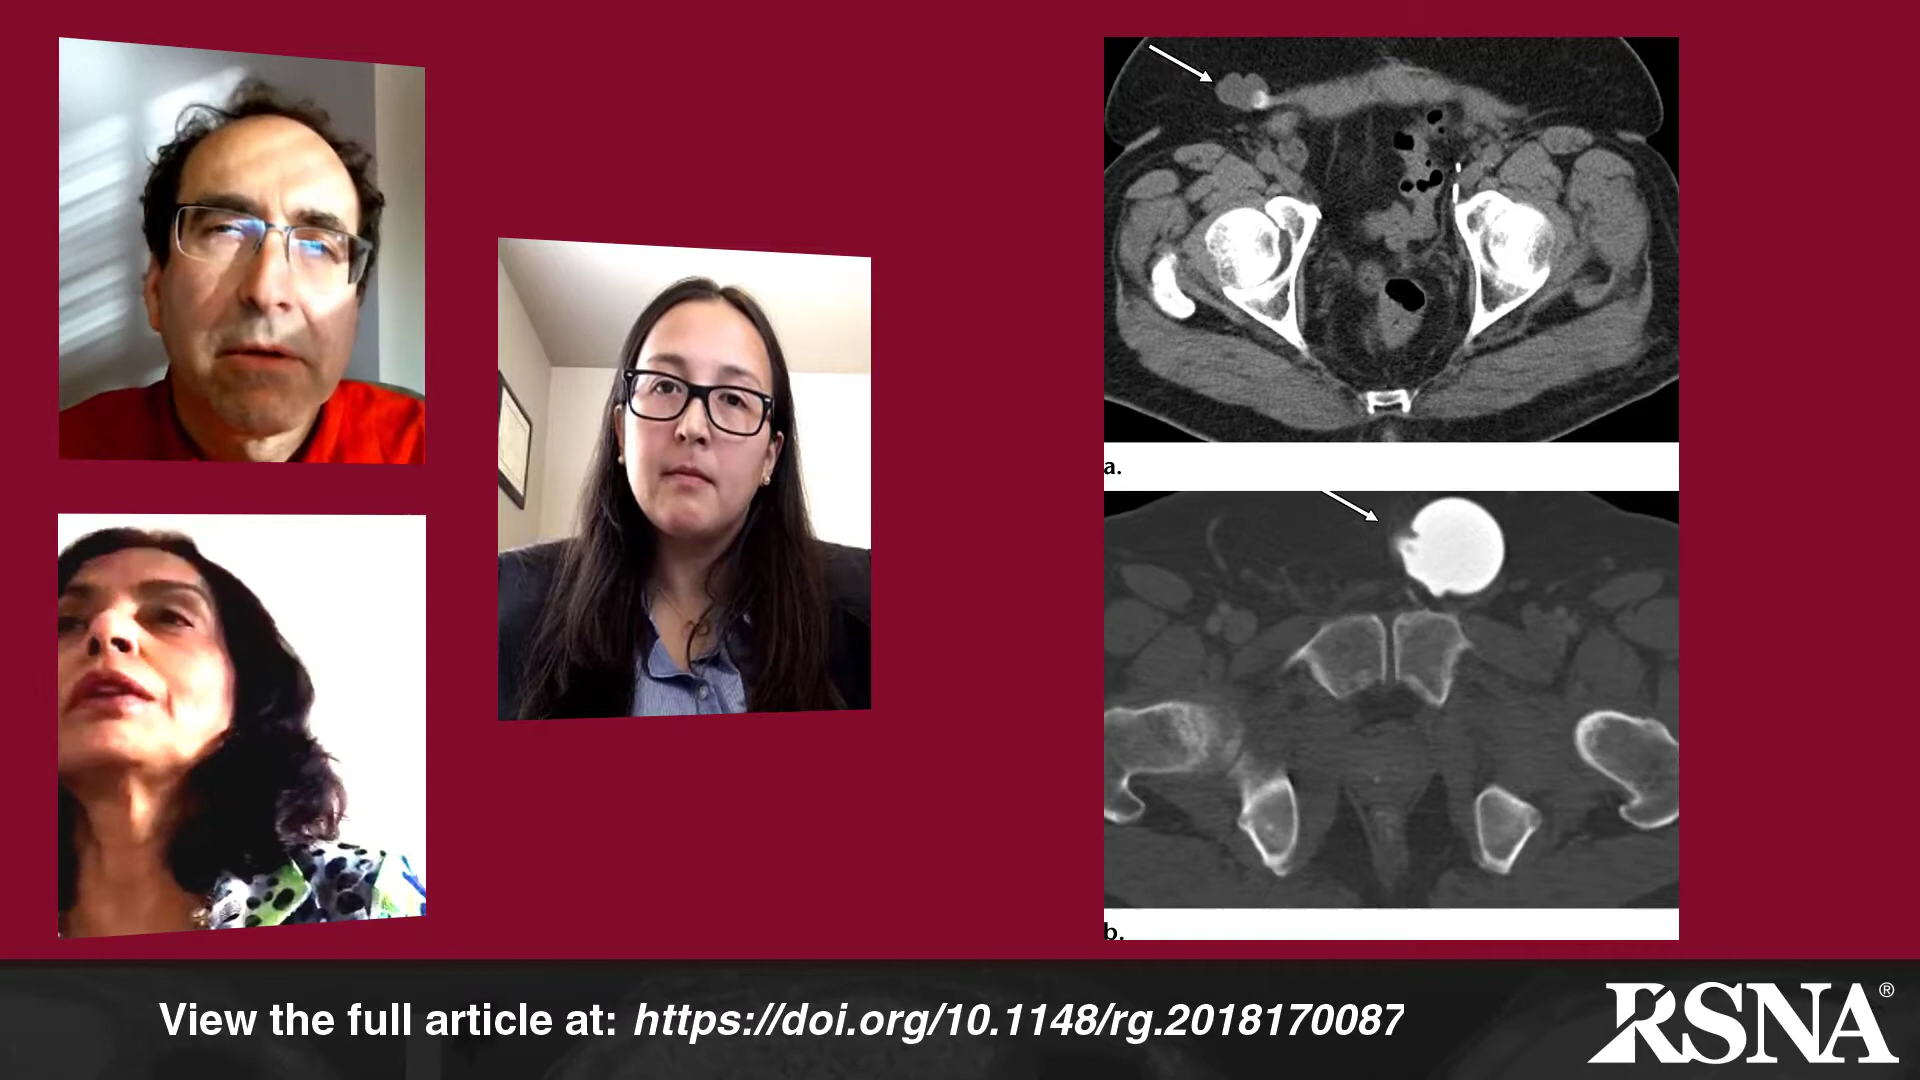 a.
b.
View the full article at: https://doi.org/10.1148/rg.2018170087
RSNA®